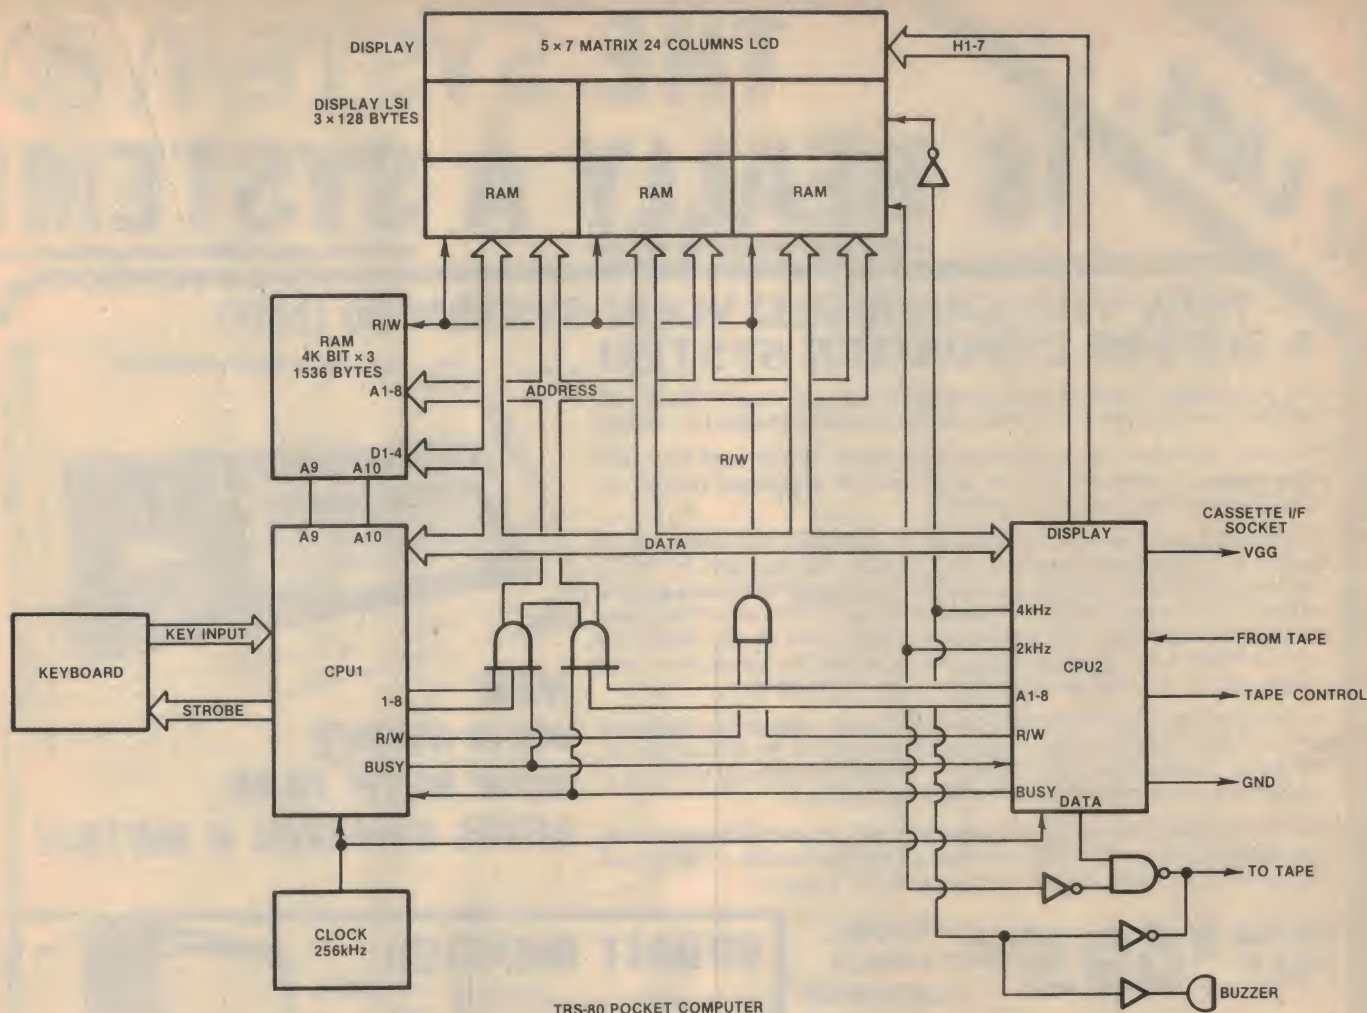 DISPLAY
5 × 7 MATRIX 24 COLUMNS LCD
H1-7
DISPLAY LSI
3 × 128 BYTES
RAM
RAM
RAM
R/W
RAM
4K BIT × 3
1536 BYTES
A1-8
ADDRESS
D1-4
R/W
A9
A10
A9
A10
DATA
DISPLAY
CASSETTE I/F
SOCKET
VGG
4kHz
KEY INPUT
FROM TAPE
2kHz
KEYBOARD
CPU1
CPU2
1-8
A1-8
TAPE CONTROL
STROBE
R/W
R/W
BUSY
GND
BUSY
DATA
TO TAPE
CLOCK
256kHz
BUZZER
TRS-80 POCKET COMPUTER